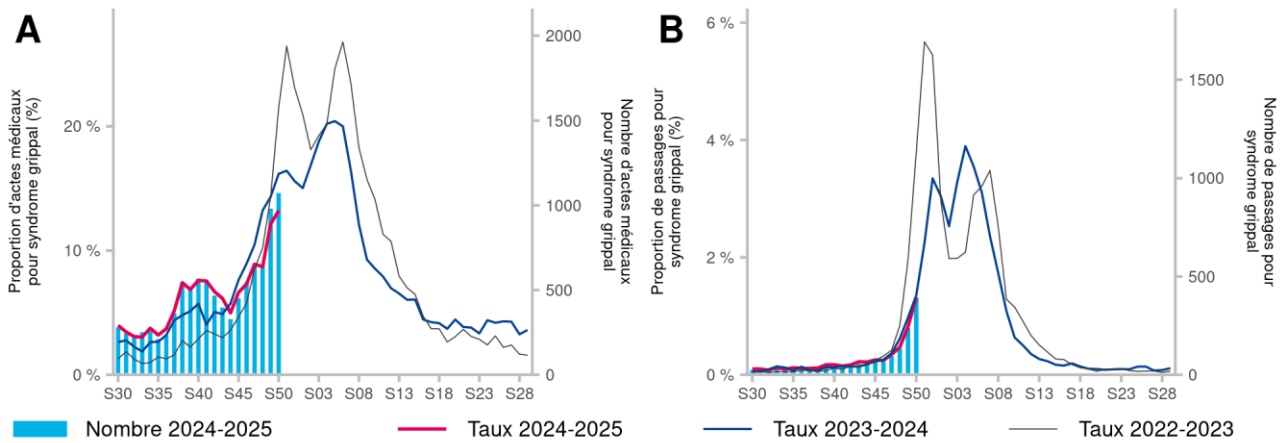 A
Proportion d'actes médicaux
pour syndrome grippal (%)
20 %
10 %
0 %
2000
1500
1000
500
0
Nombre d'actes médicaux
pour syndrome grippal
S30 S35 S40 S45 S50 S03 S08 S13 S18 S23 S28
B
Proportion de passages pour
syndrome grippal (%)
6 %
4 %
2 %
0 %
1500
1000
500
0
Nombre de passages pour
syndrome grippal
S30 S35 S40 S45 S50 S03 S08 S13 S18 S23 S28
Nombre 2024-2025 Taux 2024-2025 Taux 2023-2024 Taux 2022-2023